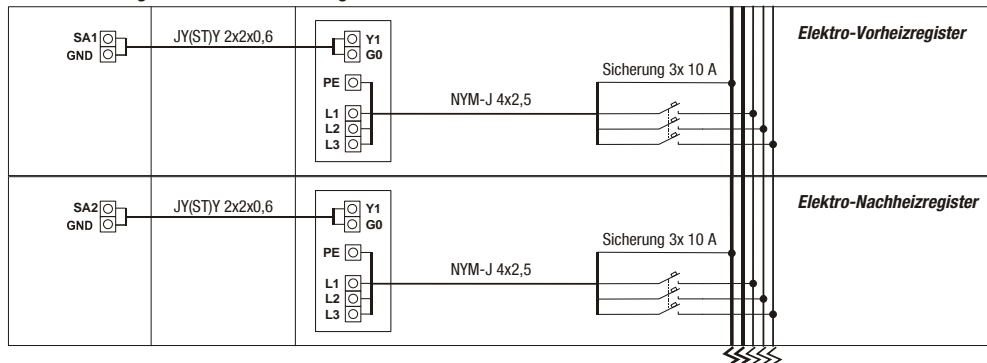 SA1 JY(ST)Y 2x2x0,6 Y1 Elektro-Vorheizregister
GND G0
PE Sicherung 3x 10 A
NYM-J 4x2,5
L1
L2
L3
SA2 JY(ST)Y 2x2x0,6 Y1 Elektro-Nachheizregister
GND G0
PE Sicherung 3x 10 A
NYM-J 4x2,5
L1
L2
L3